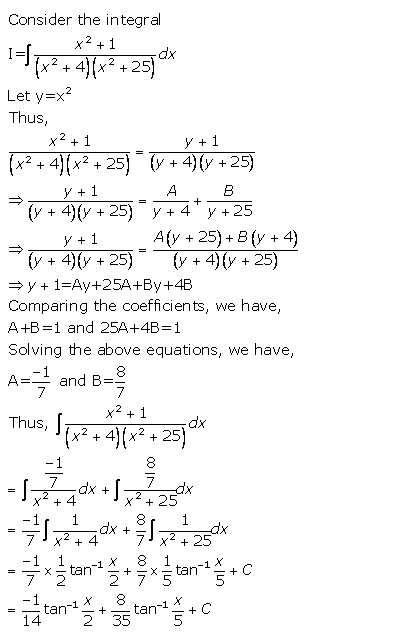 Consider the integral
I=∫ (x² + 1)/((x² + 4)(x² + 25)) dx
Let y=x²
Thus,
(x² + 1)/((x² + 4)(x² + 25)) = (y + 1)/((y + 4)(y + 25))
⇒ (y + 1)/((y + 4)(y + 25)) = A/(y + 4) + B/(y + 25)
⇒ (y + 1)/((y + 4)(y + 25)) = (A(y + 25) + B(y + 4))/((y + 4)(y + 25))
⇒ y + 1=Ay+25A+By+4B
Comparing the coefficients, we have,
A+B=1 and 25A+4B=1
Solving the above equations, we have,
A=-1/7 and B=8/7
Thus, ∫ (x² + 1)/((x² + 4)(x² + 25)) dx
= ∫ (-1/7)/(x² + 4) dx + ∫ (8/7)/(x² + 25) dx
= -1/7 ∫ 1/(x² + 4) dx + 8/7 ∫ 1/(x² + 25) dx
= -1/7 × 1/2 tan⁻¹ x/2 + 8/7 × 1/5 tan⁻¹ x/5 + C
= -1/14 tan⁻¹ x/2 + 8/35 tan⁻¹ x/5 + C